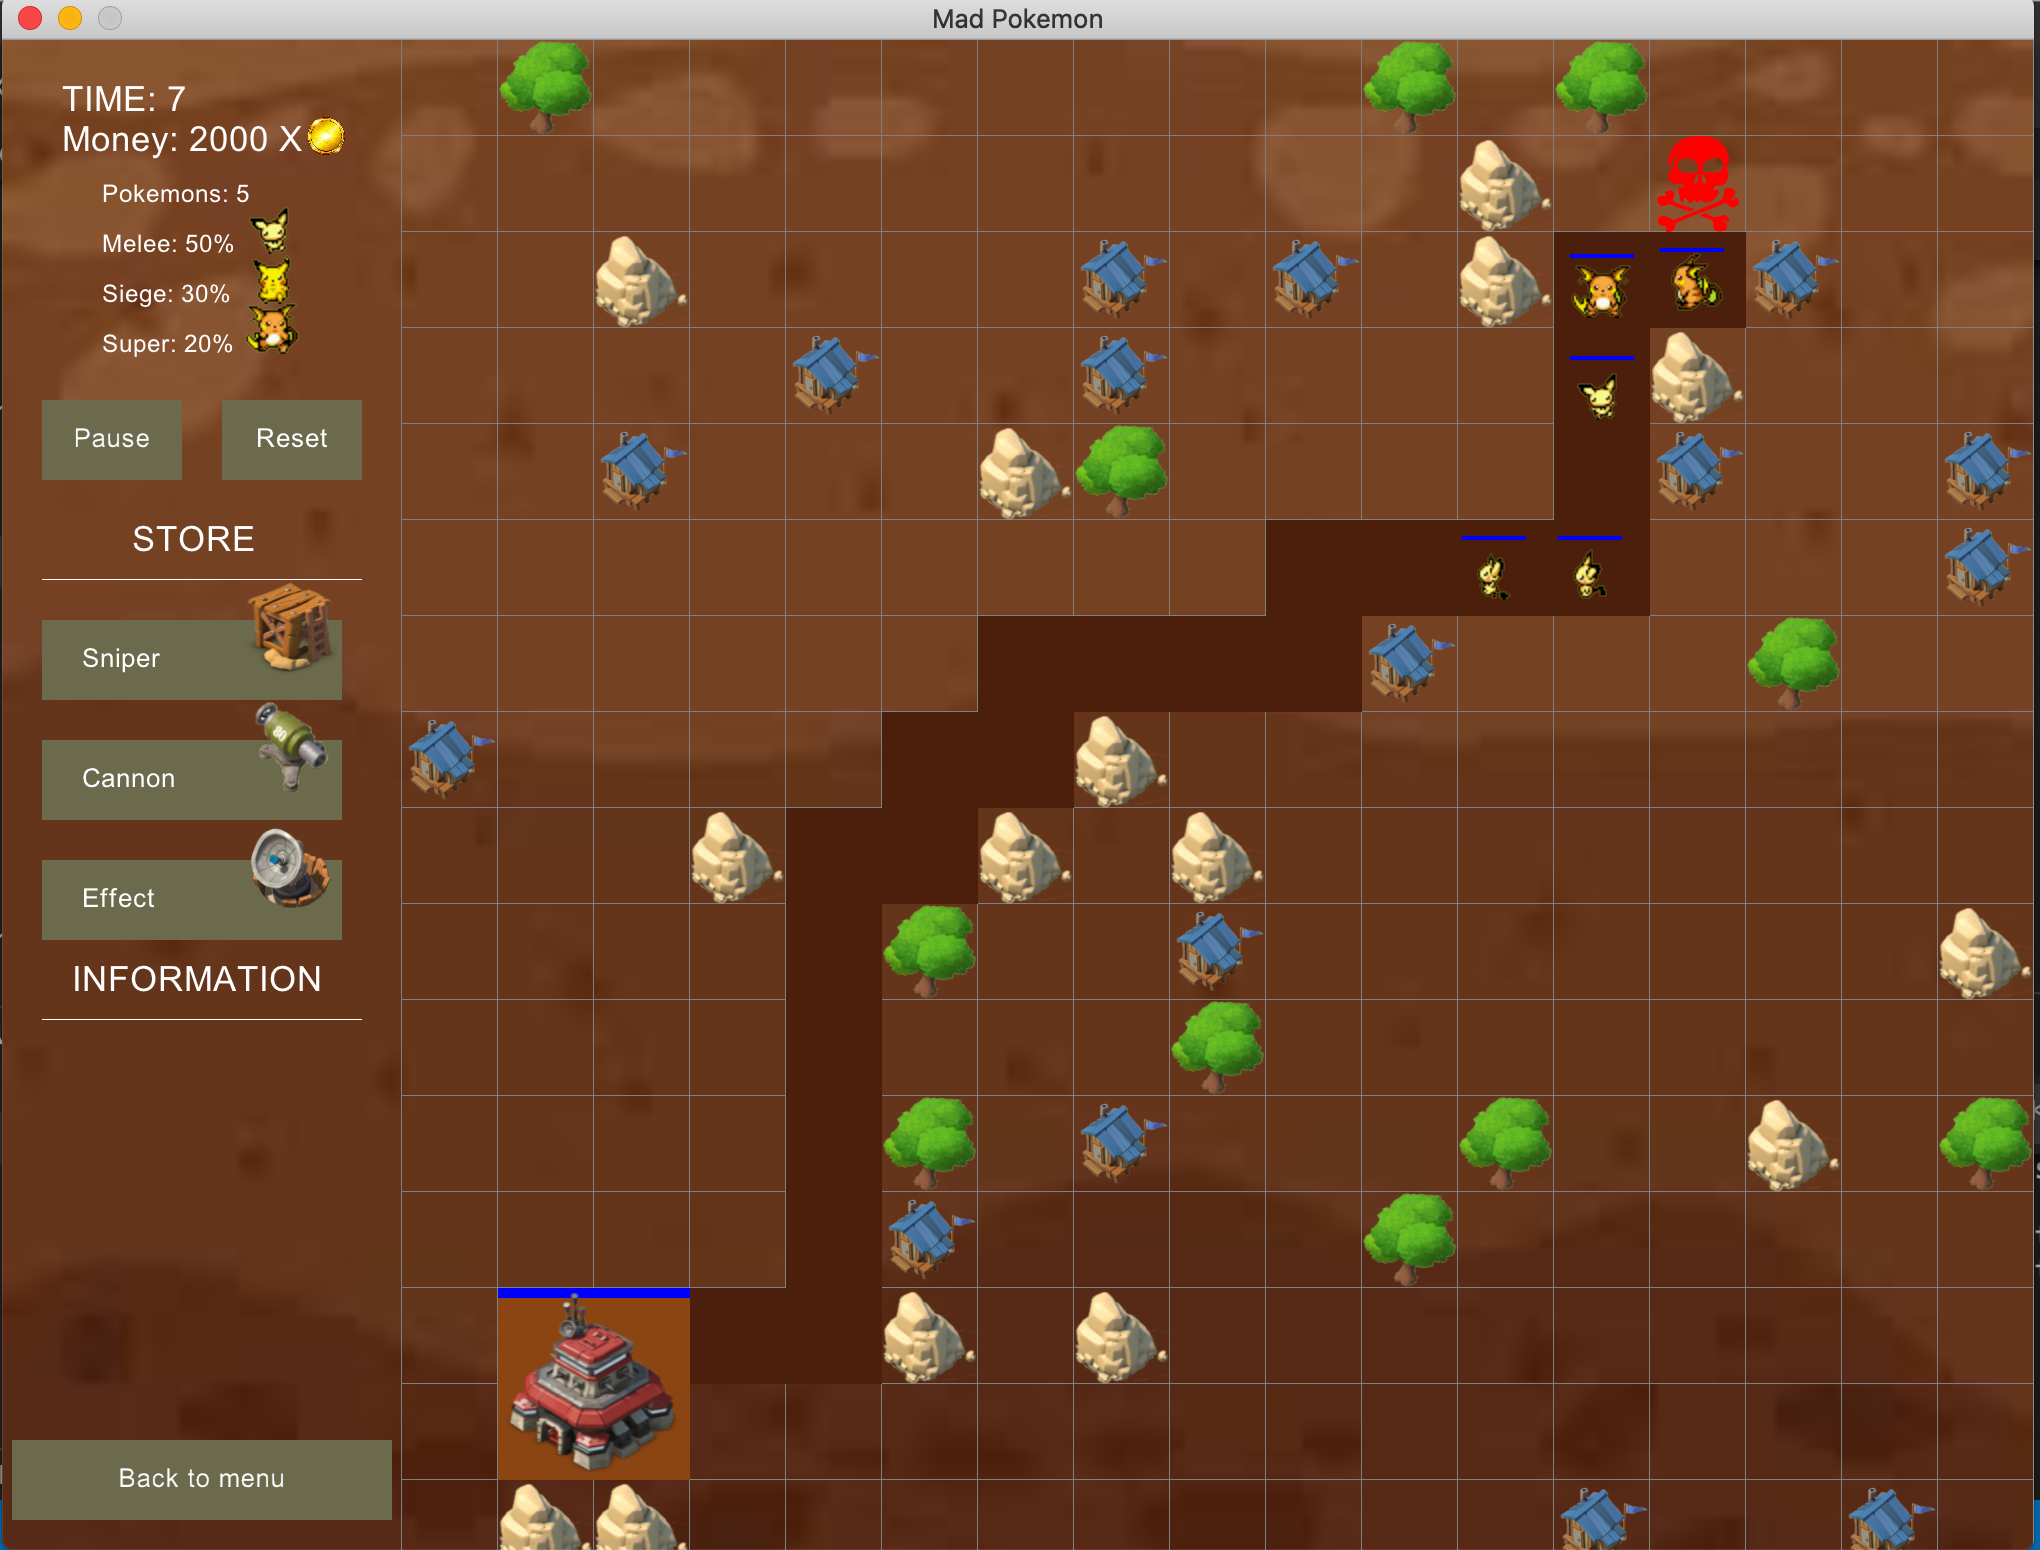 Mad Pokemon
TIME: 7
Money: 2000 X
Pokemons: 5
Melee: 50%
Siege: 30%
Super: 20%
Pause
Reset
STORE
Sniper
Cannon
80
Effect
INFORMATION
Back to menu